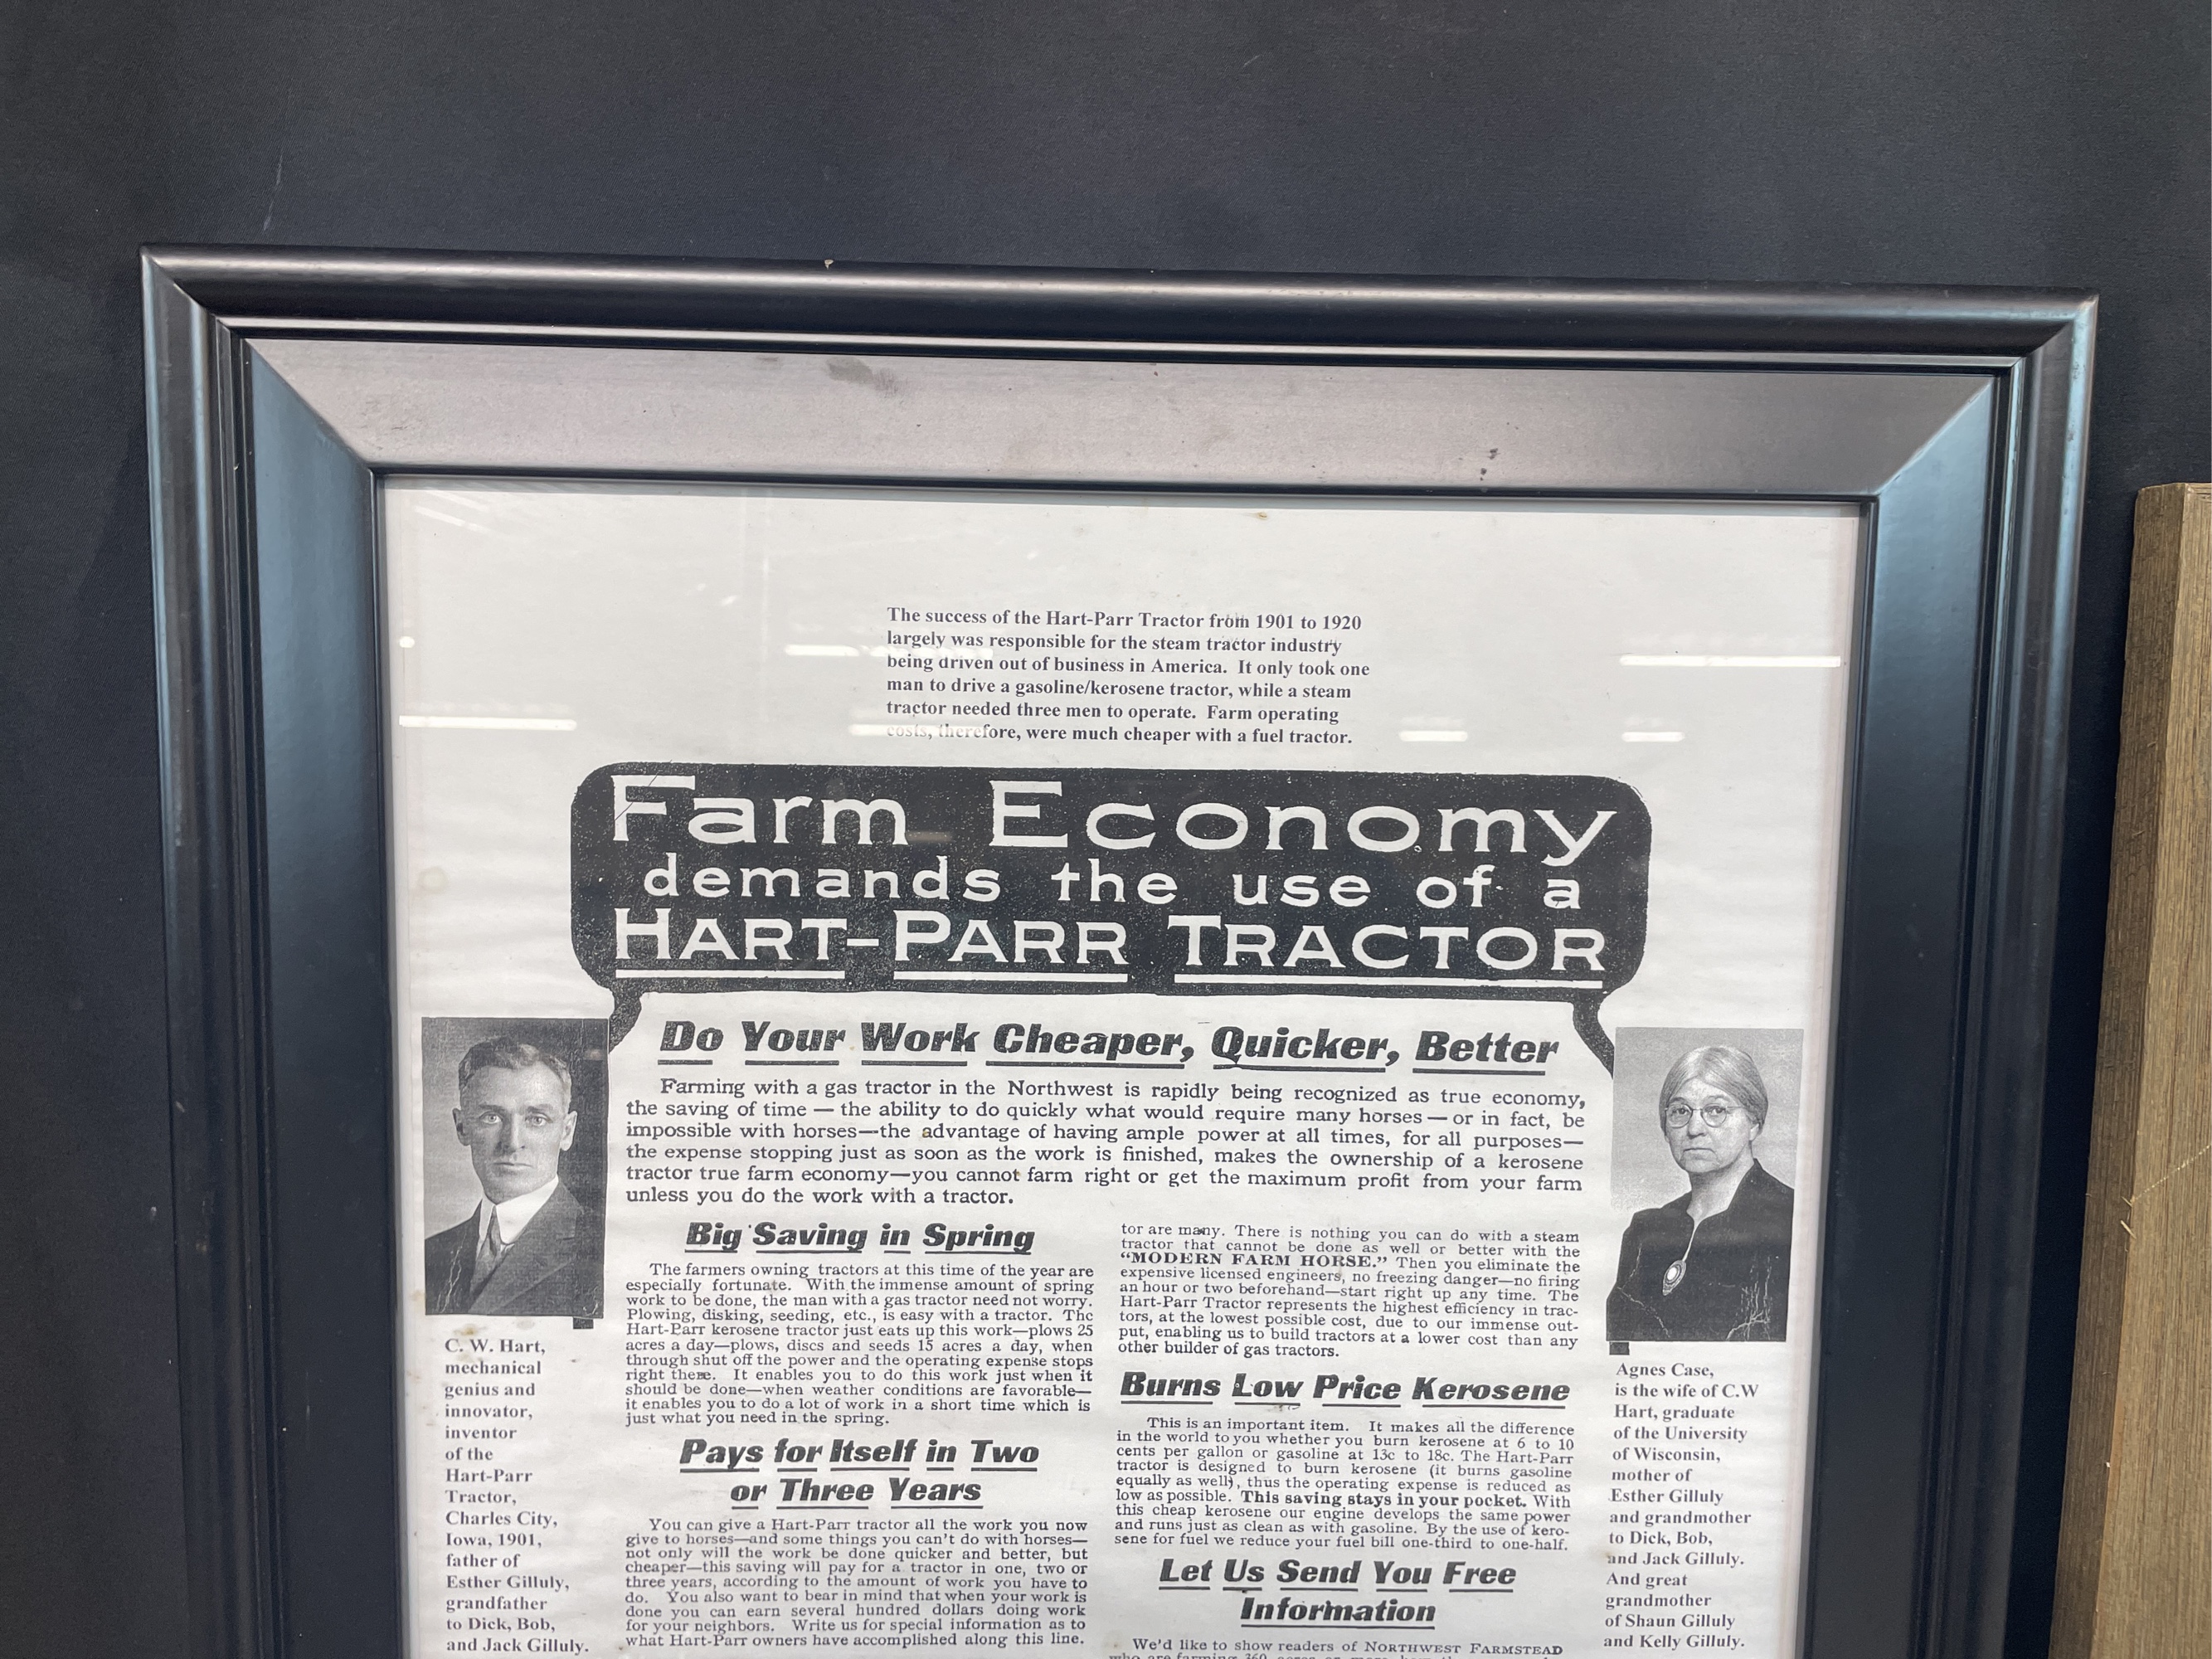 The success of the Hart-Parr Tractor from 1901 to 1920
largely was responsible for the steam tractor industry
being driven out of business in America. It only took one
man to drive a gasoline/kerosene tractor, while a steam
tractor needed three men to operate. Farm operating
costs, therefore, were much cheaper with a fuel tractor.
Farm Economy
demands the use of a
HART-PARR TRACTOR
Do Your Work Cheaper, Quicker, Better
Farming with a gas tractor in the Northwest is rapidly being recognized as true economy,
the saving of time — the ability to do quickly what would require many horses — or in fact, be
impossible with horses—the advantage of having ample power at all times, for all purposes—
the expense stopping just as soon as the work is finished, makes the ownership of a kerosene
tractor true farm economy—you cannot farm right or get the maximum profit from your farm
unless you do the work with a tractor.
Big Saving in Spring
The farmers owning tractors at this time of the year are
especially fortunate. With the immense amount of spring
work to be done, the man with a gas tractor need not worry.
Plowing, disking, seeding, etc., is easy with a tractor. The
Hart-Parr kerosene tractor just eats up this work—plows 25
acres a day—plows, discs and seeds 15 acres a day, when
through shut off the power and the operating expense stops
right there. It enables you to do this work just when it
should be done—when weather conditions are favorable—
it enables you to do a lot of work in a short time which is
just what you need in the spring.
Pays for Itself in Two
or Three Years
You can give a Hart-Parr tractor all the work you now
give to horses—and some things you can't do with horses—
not only will the work be done quicker and better, but
cheaper—this saving will pay for a tractor in one, two or
three years, according to the amount of work you have to
do. You also want to bear in mind that when your work is
done you can earn several hundred dollars doing work
for your neighbors. Write us for special information as to
what Hart-Parr owners have accomplished along this line.
tor are many. There is nothing you can do with a steam
tractor that cannot be done as well or better with the
“MODERN FARM HORSE.” Then you eliminate the
expensive licensed engineers, no freezing danger—no firing
an hour or two beforehand—start right up any time. The
Hart-Parr Tractor represents the highest efficiency in trac-
tors, at the lowest possible cost, due to our immense out-
put, enabling us to build tractors at a lower cost than any
other builder of gas tractors.
Burns Low Price Kerosene
This is an important item. It makes all the difference
in the world to you whether you burn kerosene at 6 to 10
cents per gallon or gasoline at 13c to 18c. The Hart-Parr
tractor is designed to burn kerosene (it burns gasoline
equally as well), thus the operating expense is reduced as
low as possible. This saving stays in your pocket. With
this cheap kerosene our engine develops the same power
and runs just as clean as with gasoline. By the use of kero-
sene for fuel we reduce your fuel bill one-third to one-half.
Let Us Send You Free
Information
We'd like to show readers of NORTHWEST FARMSTEAD
C. W. Hart,
mechanical
genius and
innovator,
inventor
of the
Hart-Parr
Tractor,
Charles City,
Iowa, 1901,
father of
Esther Gilluly,
grandfather
to Dick, Bob,
and Jack Gilluly.
Agnes Case,
is the wife of C.W
Hart, graduate
of the University
of Wisconsin,
mother of
Esther Gilluly
and grandmother
to Dick, Bob,
and Jack Gilluly.
And great
grandmother
of Shaun Gilluly
and Kelly Gilluly.